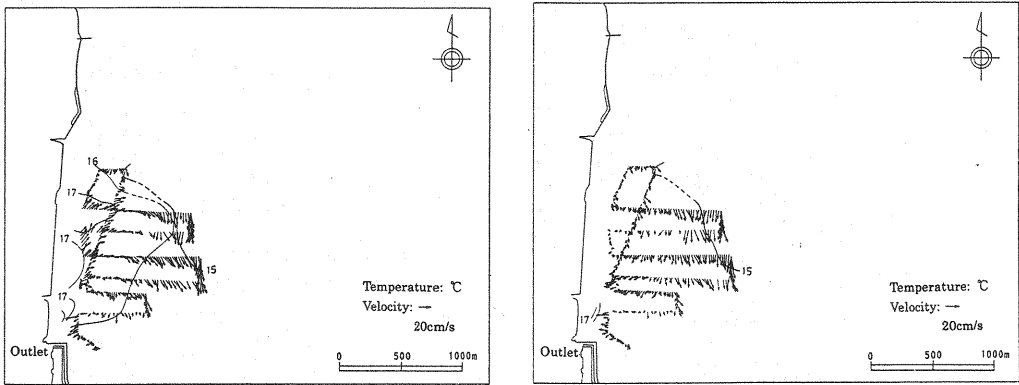 16
17
17
15
17
Temperature: ℃
Velocity: →
20cm/s
Outlet
0 500 1000m
15
17
Temperature: ℃
Velocity: →
20cm/s
Outlet
0 500 1000m